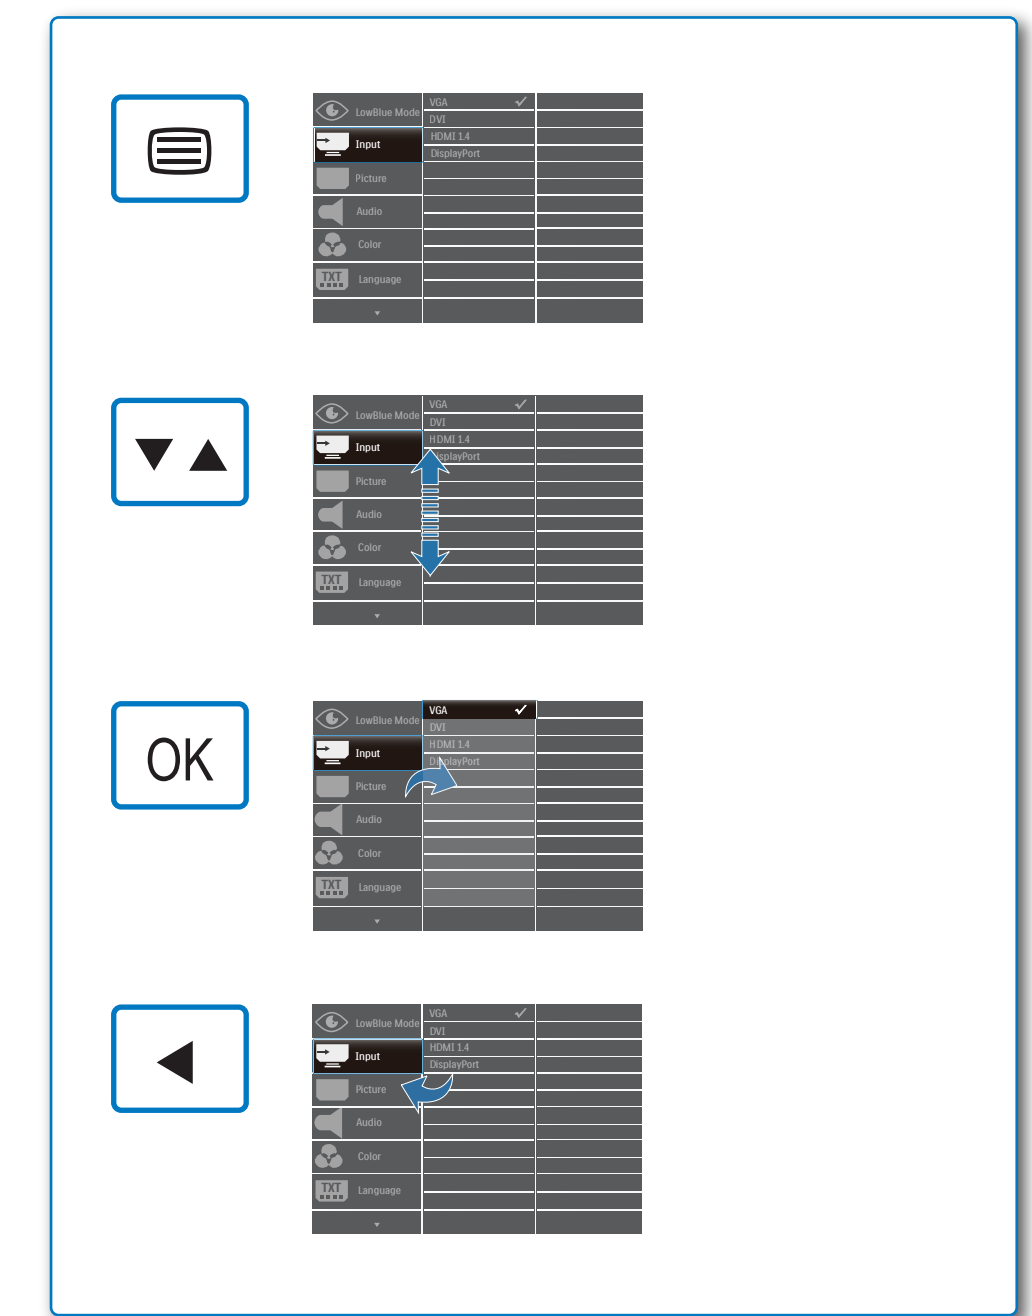 LowBlue Mode
VGA
DVI
Input
HDMI 1.4
DisplayPort
Picture
Audio
Color
TXT
Language
LowBlue Mode
VGA
DVI
Input
HDMI 1.4
DisplayPort
Picture
Audio
Color
TXT
Language
OK
LowBlue Mode
VGA
DVI
Input
HDMI 1.4
DisplayPort
Picture
Audio
Color
TXT
Language
LowBlue Mode
VGA
DVI
Input
HDMI 1.4
DisplayPort
Picture
Audio
Color
TXT
Language